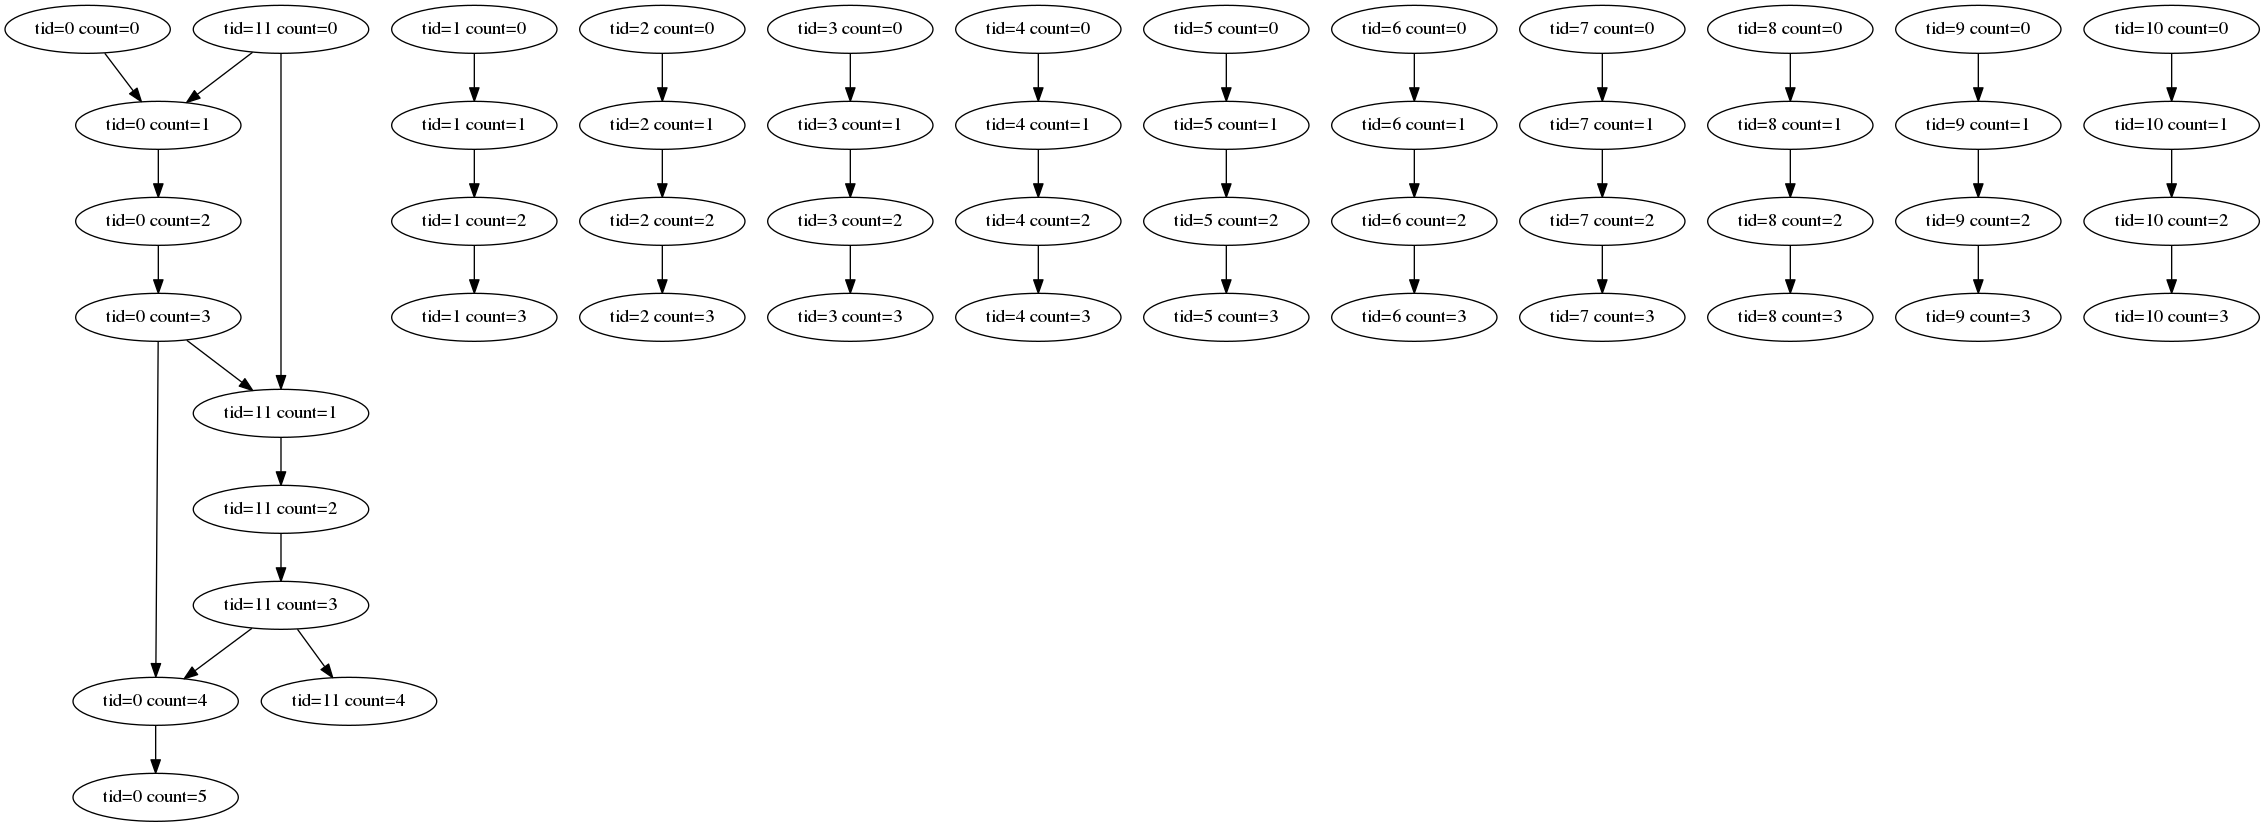 tid=0 count=0
tid=11 count=0
tid=1 count=0
tid=2 count=0
tid=3 count=0
tid=4 count=0
tid=5 count=0
tid=6 count=0
tid=7 count=0
tid=8 count=0
tid=9 count=0
tid=10 count=0
tid=0 count=1
tid=1 count=1
tid=2 count=1
tid=3 count=1
tid=4 count=1
tid=5 count=1
tid=6 count=1
tid=7 count=1
tid=8 count=1
tid=9 count=1
tid=10 count=1
tid=0 count=2
tid=1 count=2
tid=2 count=2
tid=3 count=2
tid=4 count=2
tid=5 count=2
tid=6 count=2
tid=7 count=2
tid=8 count=2
tid=9 count=2
tid=10 count=2
tid=0 count=3
tid=1 count=3
tid=2 count=3
tid=3 count=3
tid=4 count=3
tid=5 count=3
tid=6 count=3
tid=7 count=3
tid=8 count=3
tid=9 count=3
tid=10 count=3
tid=11 count=1
tid=11 count=2
tid=11 count=3
tid=0 count=4
tid=11 count=4
tid=0 count=5